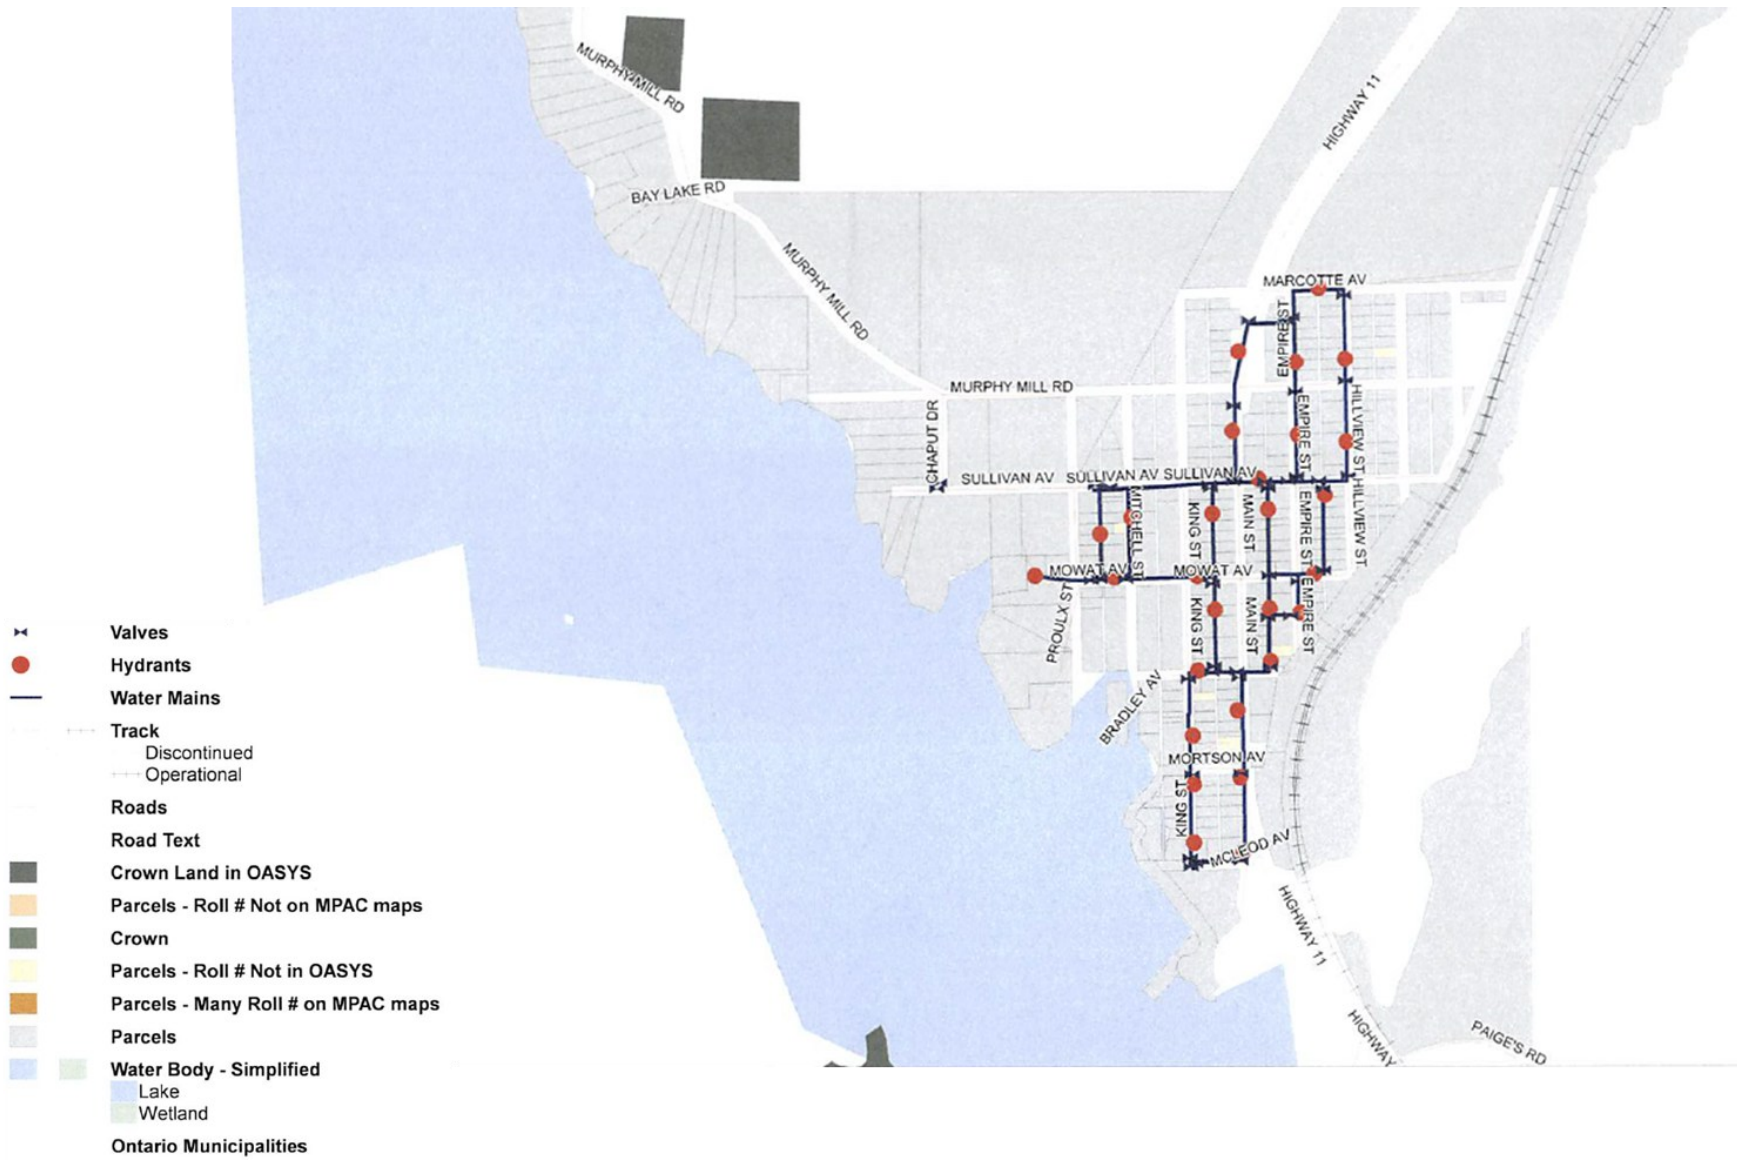 MURPHY MILL RD
BAY LAKE RD
MURPHY MILL RD
HIGHWAY 11
MARCOTTE AV
EMPIRE ST
MURPHY MILL RD
CHAPUT DR
EMPIRE ST
HILLVIEW ST
SULLIVAN AV
SULLIVAN AV
SULLIVAN AV
MITCHELL ST
KING ST
MAIN ST
EMPIRE ST
HILLVIEW ST
MOWAT AV
MOWAT AV
PROULX ST
KING ST
MAIN ST
EMPIRE ST
BRADLEY AV
MORTSON AV
KING ST
MCLEOD AV
HIGHWAY 11
HIGHWAY
PAIGE'S RD
Valves
Hydrants
Water Mains
Track
Discontinued
Operational
Roads
Road Text
Crown Land in OASYS
Parcels - Roll # Not on MPAC maps
Crown
Parcels - Roll # Not in OASYS
Parcels - Many Roll # on MPAC maps
Parcels
Water Body - Simplified
Lake
Wetland
Ontario Municipalities